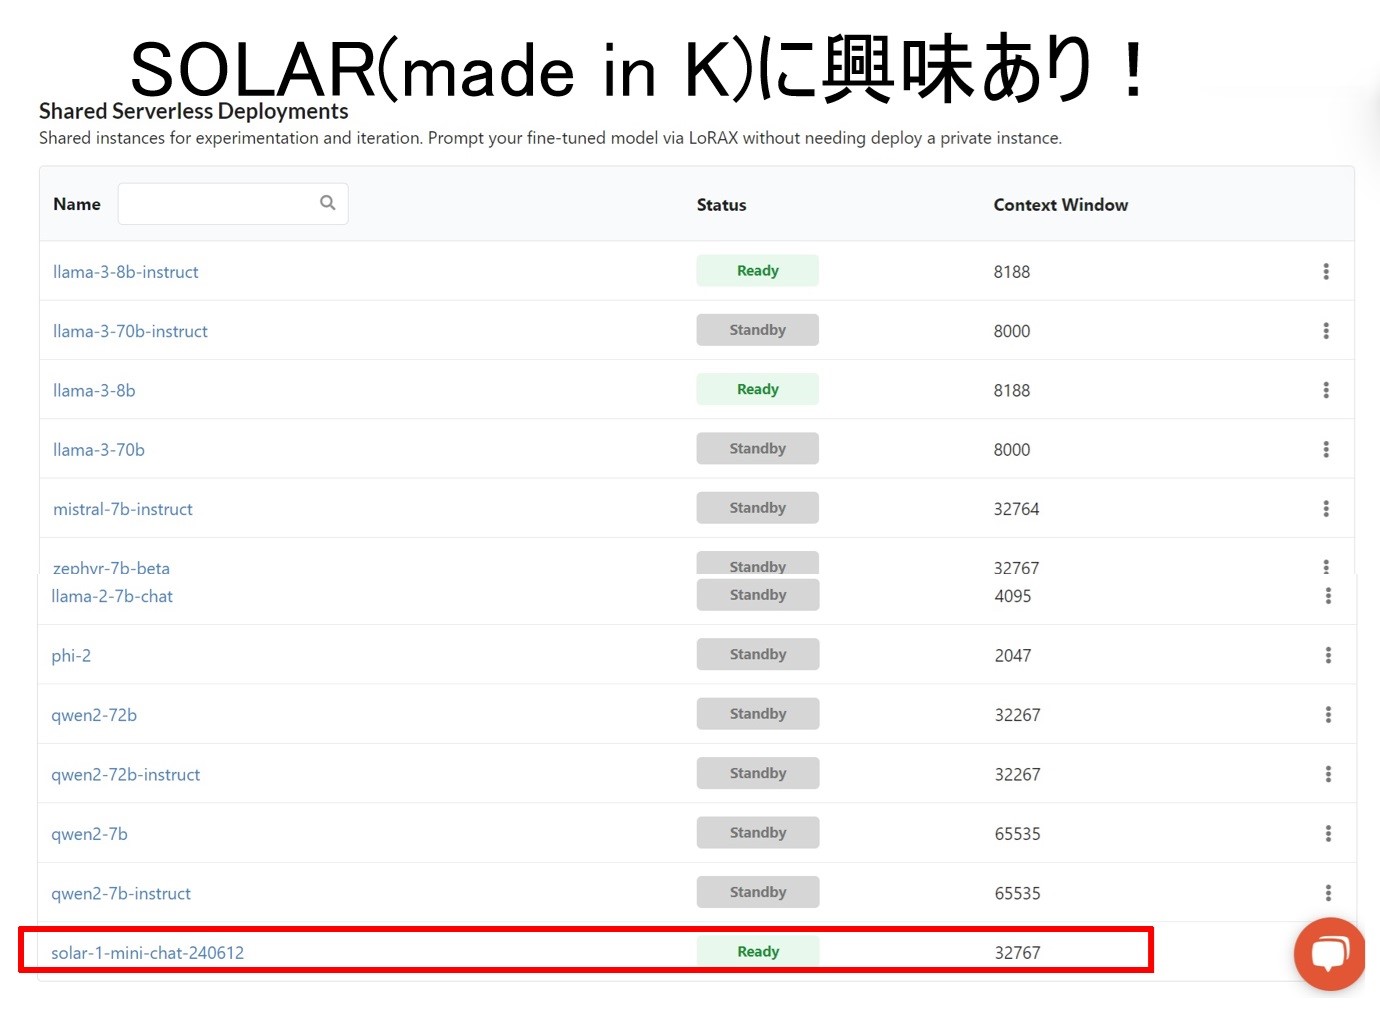 SOLAR(made in K)に興味あり！
Shared Serverless Deployments
Shared instances for experimentation and iteration. Prompt your fine-tuned model via LoRAX without needing deploy a private instance.
Name Status Context Window
llama-3-8b-instruct Ready 8188
llama-3-70b-instruct Standby 8000
llama-3-8b Ready 8188
llama-3-70b Standby 8000
mistral-7b-instruct Standby 32764
zephyr-7b-beta Standby 32767
llama-2-7b-chat Standby 4095
phi-2 Standby 2047
qwen2-72b Standby 32267
qwen2-72b-instruct Standby 32267
qwen2-7b Standby 65535
qwen2-7b-instruct Standby 65535
solar-1-mini-chat-240612 Ready 32767